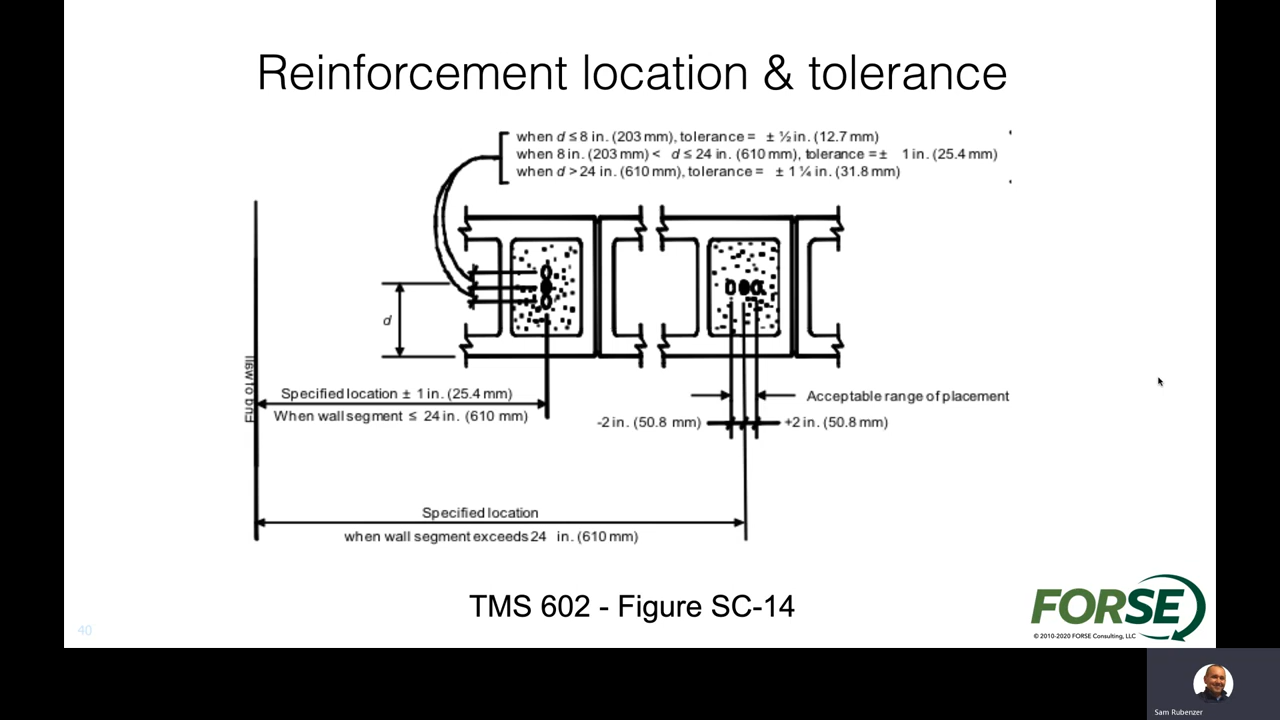 Reinforcement location & tolerance
when d ≤ 8 in. (203 mm), tolerance = ± ½ in. (12.7 mm)
when 8 in. (203 mm) < d ≤ 24 in. (610 mm), tolerance = ± 1 in. (25.4 mm)
when d > 24 in. (610 mm), tolerance = ± 1 ¼ in. (31.8 mm)
d
End of wall
Specified location ± 1 in. (25.4 mm)
When wall segment ≤ 24 in. (610 mm)
Acceptable range of placement
-2 in. (50.8 mm)
+2 in. (50.8 mm)
Specified location
when wall segment exceeds 24 in. (610 mm)
TMS 602 - Figure SC-14
FORSE
© 2010-2020 FORSE Consulting, LLC
40
Sam Rubenzer